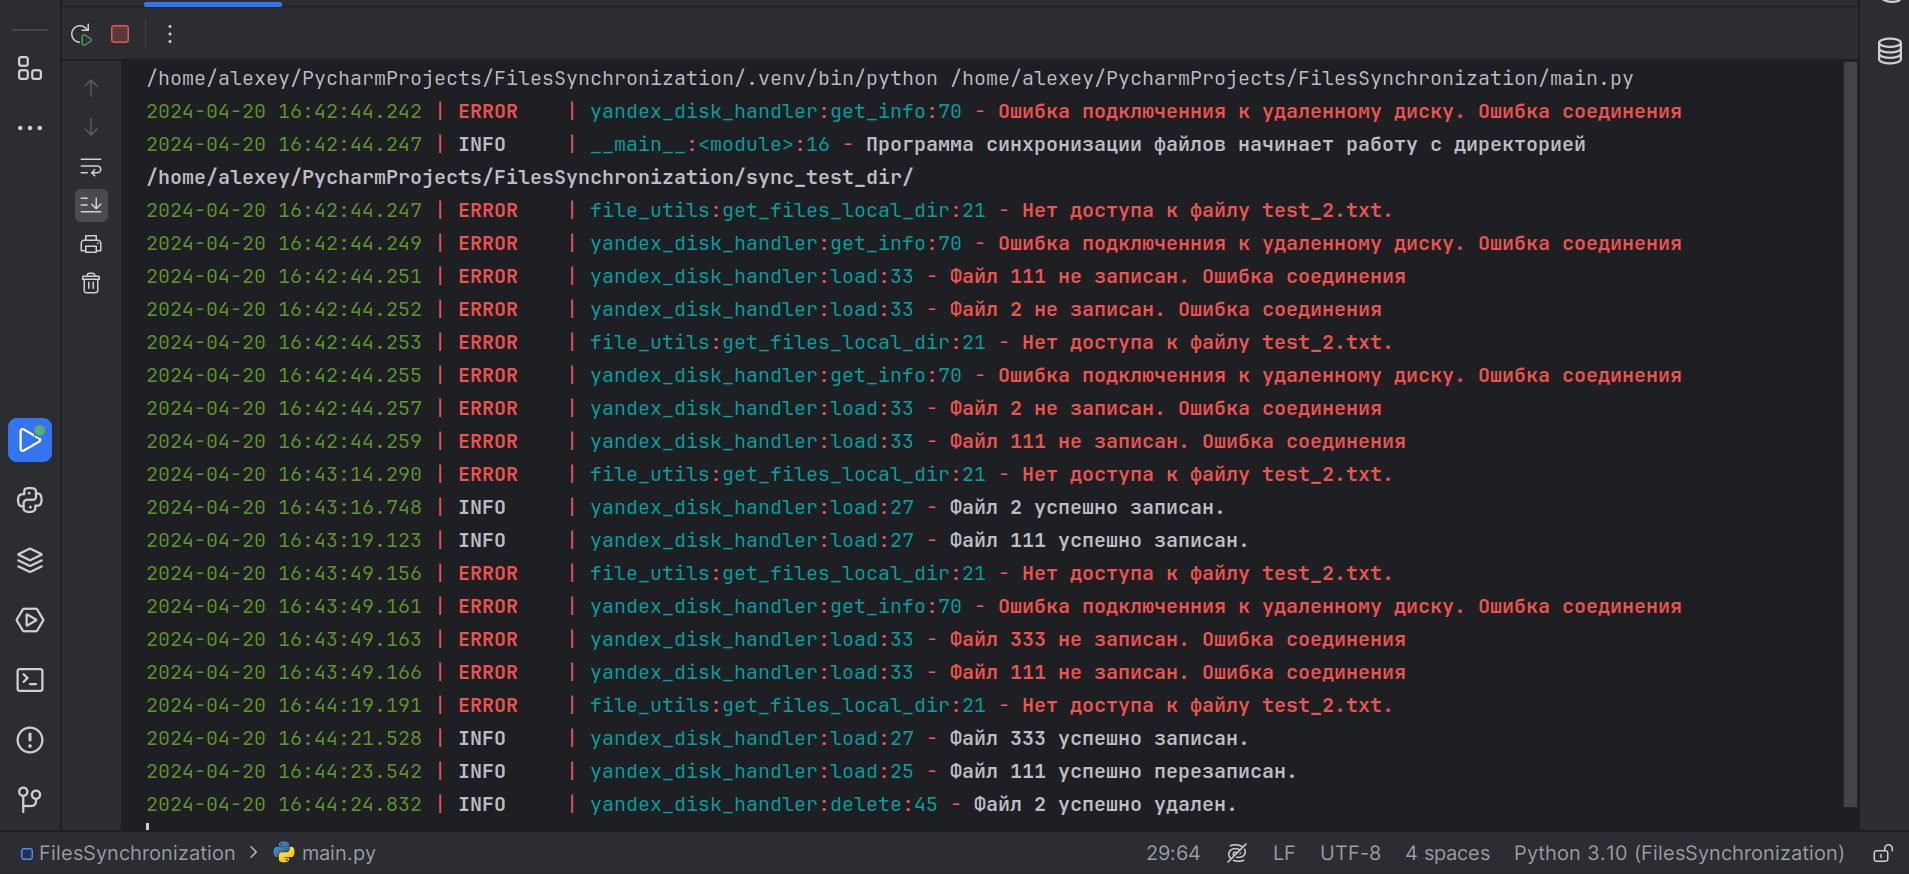 /home/alexey/PycharmProjects/FilesSynchronization/.venv/bin/python /home/alexey/PycharmProjects/FilesSynchronization/main.py
2024-04-20 16:42:44.242 | ERROR    | yandex_disk_handler:get_info:70 - Ошибка подключенния к удаленному диску. Ошибка соединения
2024-04-20 16:42:44.247 | INFO     | __main__:<module>:16 - Программа синхронизации файлов начинает работу с директорией
/home/alexey/PycharmProjects/FilesSynchronization/sync_test_dir/
2024-04-20 16:42:44.247 | ERROR    | file_utils:get_files_local_dir:21 - Нет доступа к файлу test_2.txt.
2024-04-20 16:42:44.249 | ERROR    | yandex_disk_handler:get_info:70 - Ошибка подключенния к удаленному диску. Ошибка соединения
2024-04-20 16:42:44.251 | ERROR    | yandex_disk_handler:load:33 - Файл 111 не записан. Ошибка соединения
2024-04-20 16:42:44.252 | ERROR    | yandex_disk_handler:load:33 - Файл 2 не записан. Ошибка соединения
2024-04-20 16:42:44.253 | ERROR    | file_utils:get_files_local_dir:21 - Нет доступа к файлу test_2.txt.
2024-04-20 16:42:44.255 | ERROR    | yandex_disk_handler:get_info:70 - Ошибка подключенния к удаленному диску. Ошибка соединения
2024-04-20 16:42:44.257 | ERROR    | yandex_disk_handler:load:33 - Файл 2 не записан. Ошибка соединения
2024-04-20 16:42:44.259 | ERROR    | yandex_disk_handler:load:33 - Файл 111 не записан. Ошибка соединения
2024-04-20 16:43:14.290 | ERROR    | file_utils:get_files_local_dir:21 - Нет доступа к файлу test_2.txt.
2024-04-20 16:43:16.748 | INFO     | yandex_disk_handler:load:27 - Файл 2 успешно записан.
2024-04-20 16:43:19.123 | INFO     | yandex_disk_handler:load:27 - Файл 111 успешно записан.
2024-04-20 16:43:49.156 | ERROR    | file_utils:get_files_local_dir:21 - Нет доступа к файлу test_2.txt.
2024-04-20 16:43:49.161 | ERROR    | yandex_disk_handler:get_info:70 - Ошибка подключенния к удаленному диску. Ошибка соединения
2024-04-20 16:43:49.163 | ERROR    | yandex_disk_handler:load:33 - Файл 333 не записан. Ошибка соединения
2024-04-20 16:43:49.166 | ERROR    | yandex_disk_handler:load:33 - Файл 111 не записан. Ошибка соединения
2024-04-20 16:44:19.191 | ERROR    | file_utils:get_files_local_dir:21 - Нет доступа к файлу test_2.txt.
2024-04-20 16:44:21.528 | INFO     | yandex_disk_handler:load:27 - Файл 333 успешно записан.
2024-04-20 16:44:23.542 | INFO     | yandex_disk_handler:load:25 - Файл 111 успешно перезаписан.
2024-04-20 16:44:24.832 | INFO     | yandex_disk_handler:delete:45 - Файл 2 успешно удален.
FilesSynchronization > main.py 29:64 LF UTF-8 4 spaces Python 3.10 (FilesSynchronization)